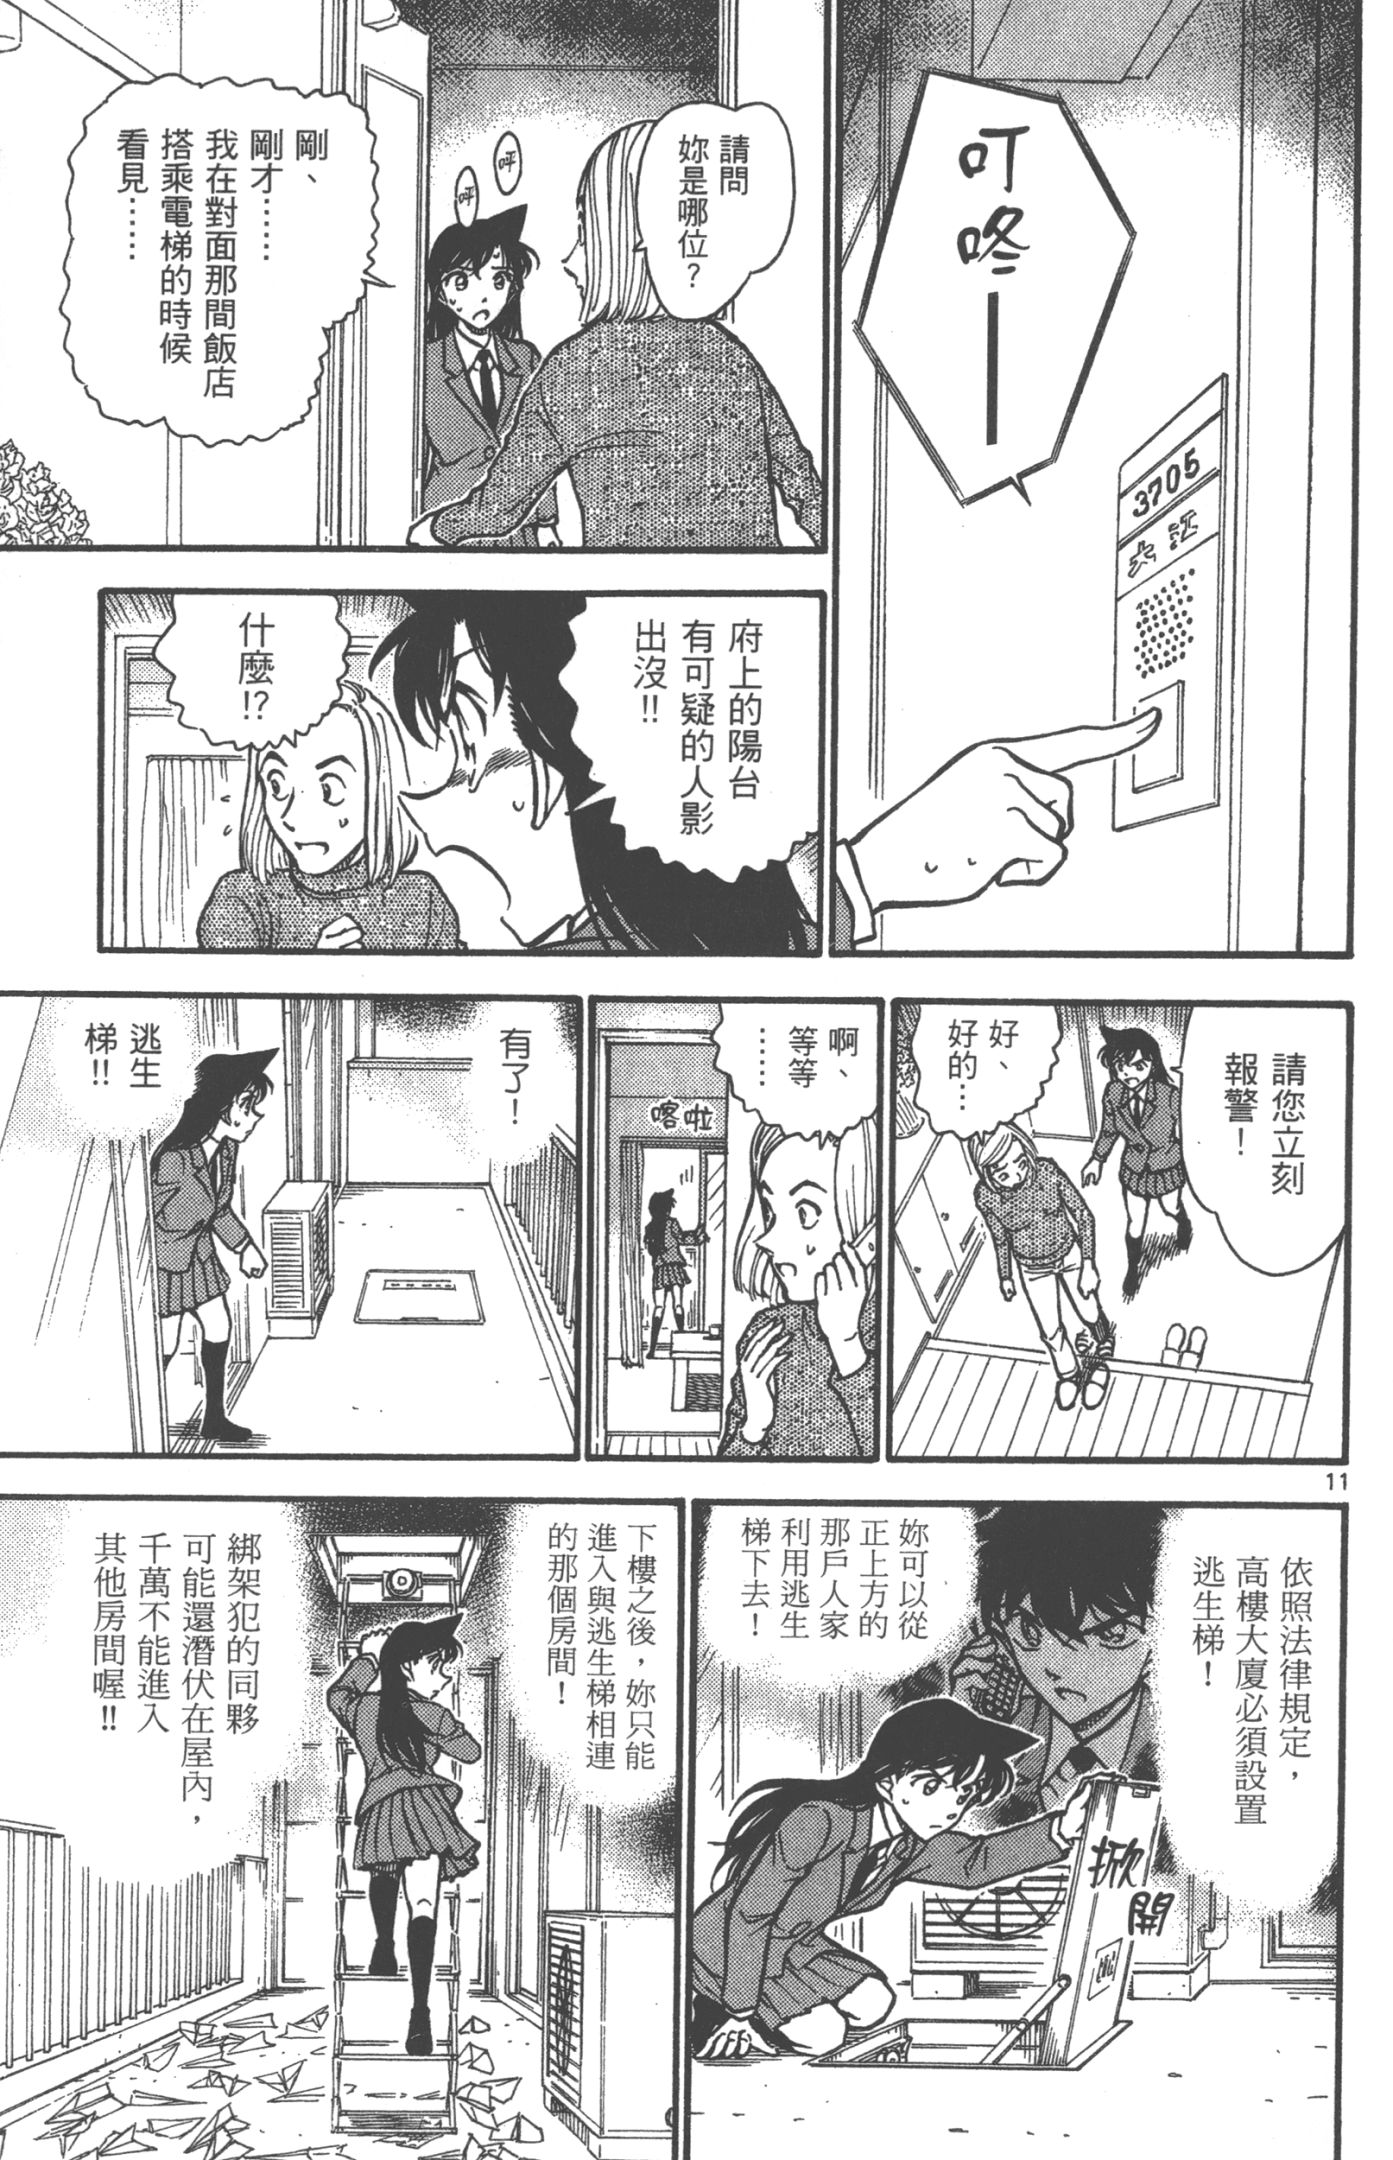 叮咚——
3705
大江
請問
妳是哪位？
呼
呼
剛、
剛才……
我在對面那間飯店
搭乘電梯的時候
看見……
府上的陽台
有可疑的人影
出沒!!
什麼!?
請您立刻
報警！
好、
好的…
啊、
等等
……
喀啦
有了！
逃生
梯!!
11
依照法律規定，
高樓大廈必須設置
逃生梯！
妳可以從
正上方的
那戶人家
利用逃生
梯下去！
掀開
下樓之後，妳只能
進入與逃生梯相連
的那個房間！
綁架犯的同夥
可能還潛伏在屋內，
千萬不能進入
其他房間喔!!